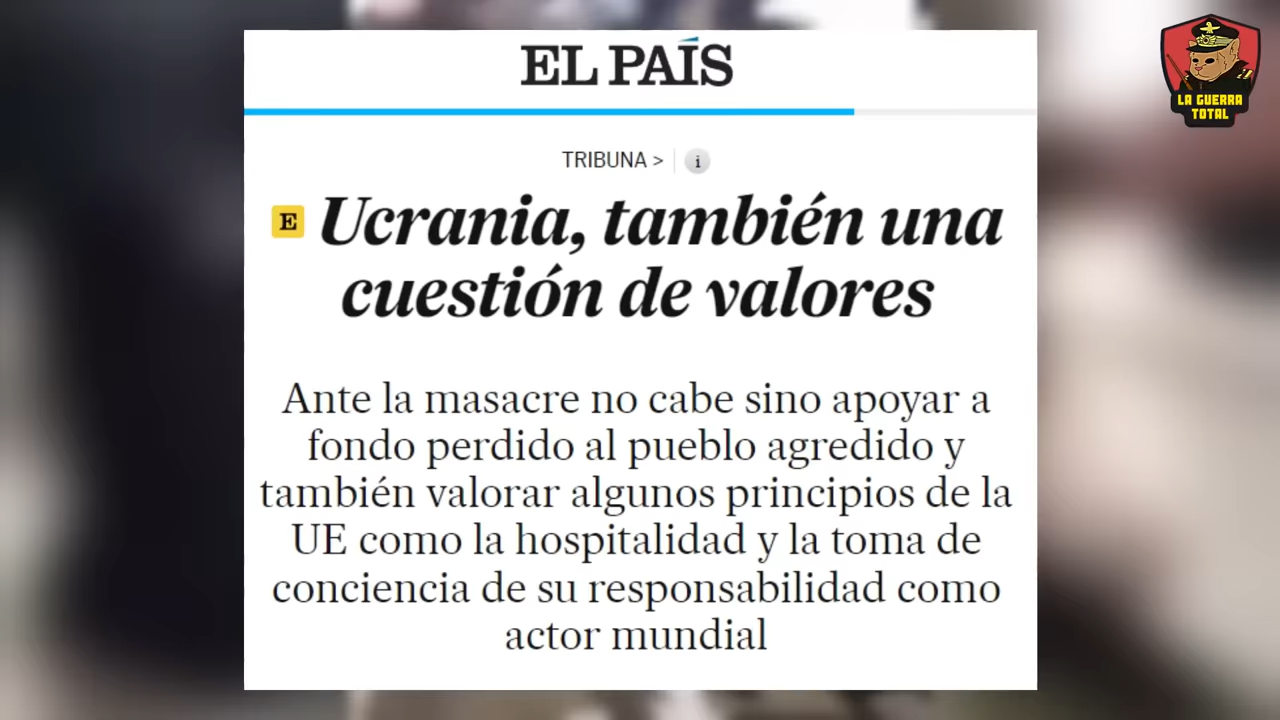 EL PAÍS
LA GUERRA
TOTAL
TRIBUNA > i
E Ucrania, también una
cuestión de valores
Ante la masacre no cabe sino apoyar a
fondo perdido al pueblo agredido y
también valorar algunos principios de la
UE como la hospitalidad y la toma de
conciencia de su responsabilidad como
actor mundial